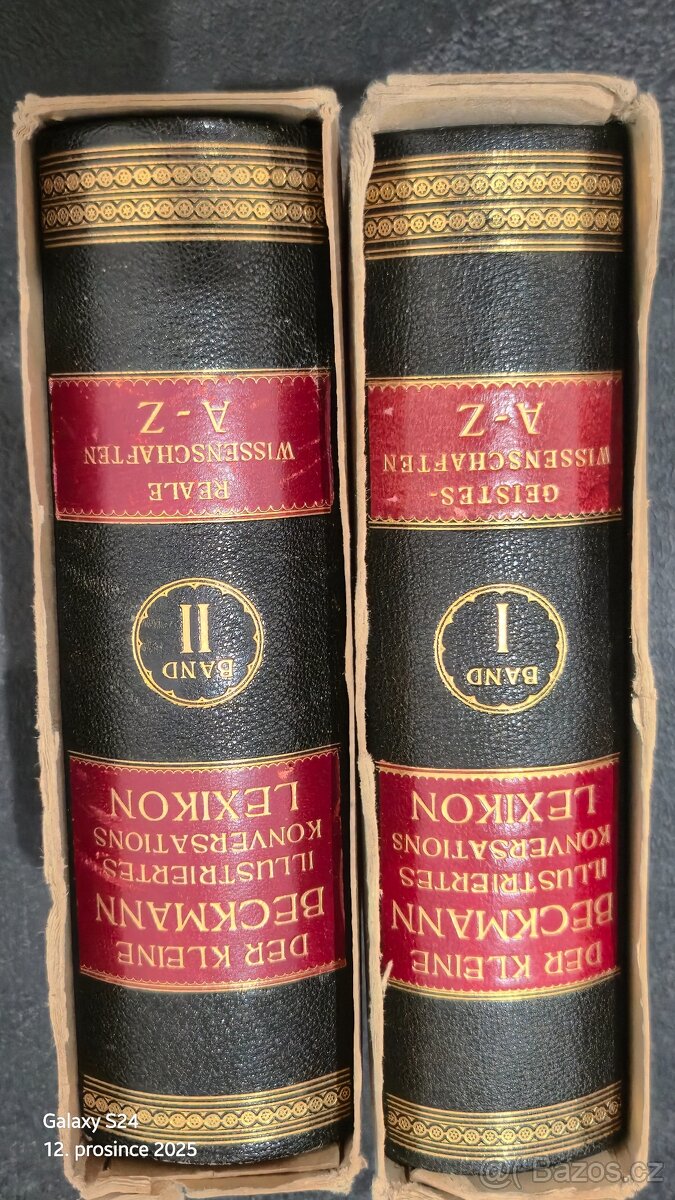 DER KLEINE
BECKMANN
ILLUSTRIERTES
KONVERSATIONS
LEXIKON
BAND
I
GEISTES-
WISSENSCHAFTEN
A-Z
DER KLEINE
BECKMANN
ILLUSTRIERTES
KONVERSATIONS
LEXIKON
BAND
II
REALE
WISSENSCHAFTEN
A-Z
Galaxy S24
12. prosince 2025
Bazos.cz